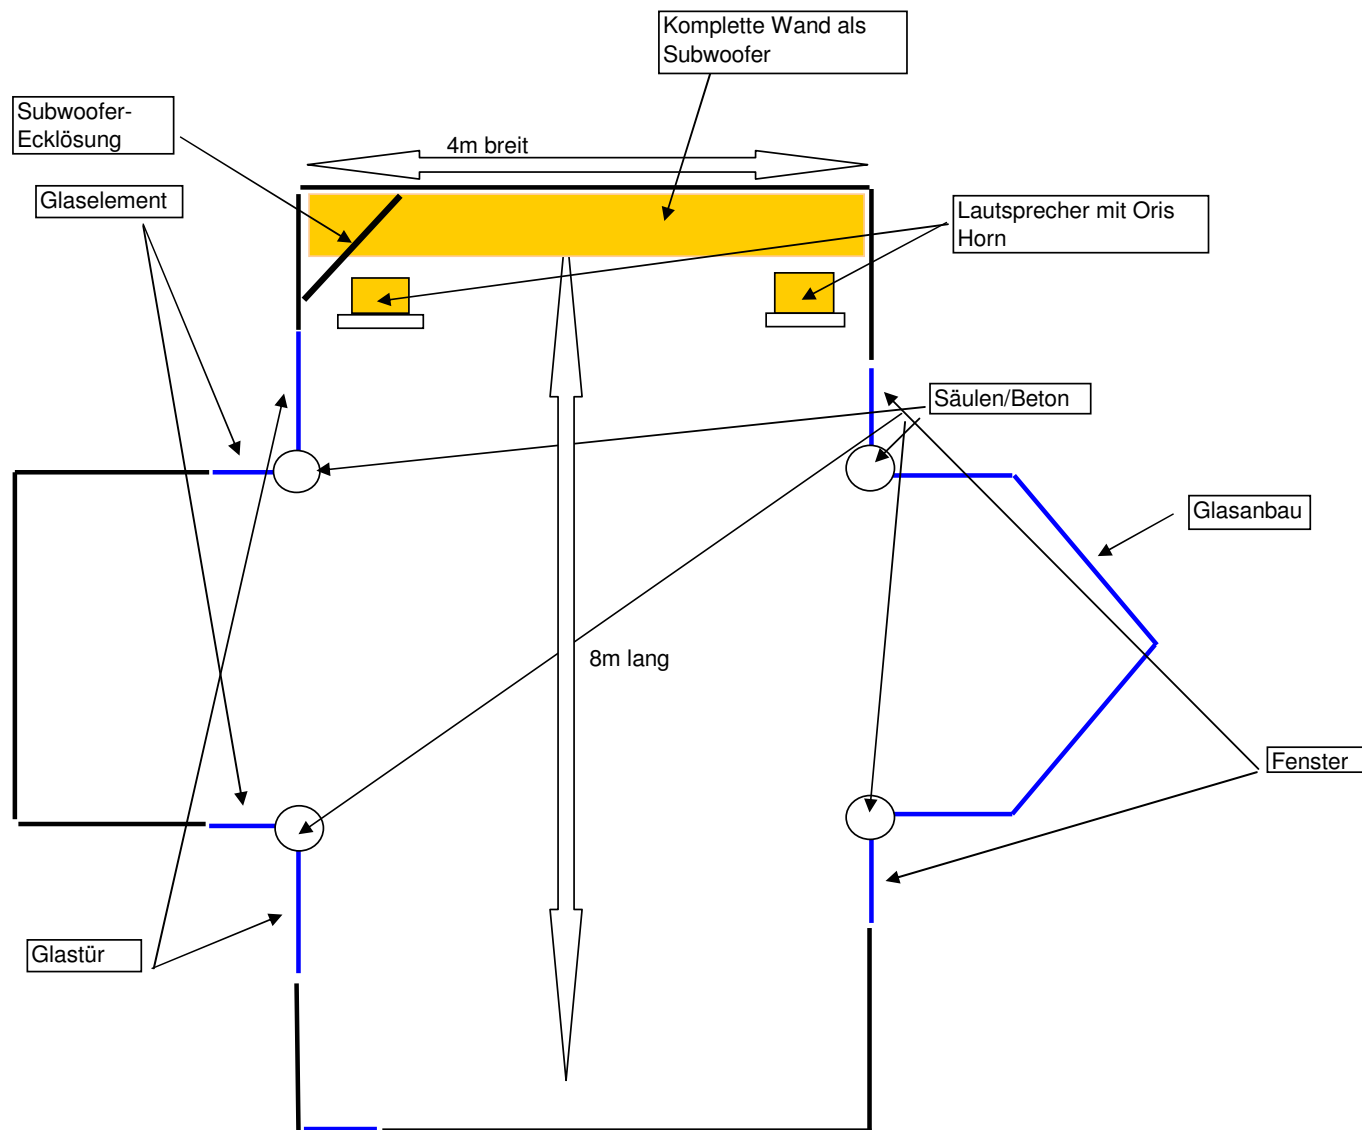 Komplette Wand als
Subwoofer
Subwoofer-
Ecklösung
4m breit
Glaselement
Lautsprecher mit Oris
Horn
Säulen/Beton
Glasanbau
8m lang
Fenster
Glastür